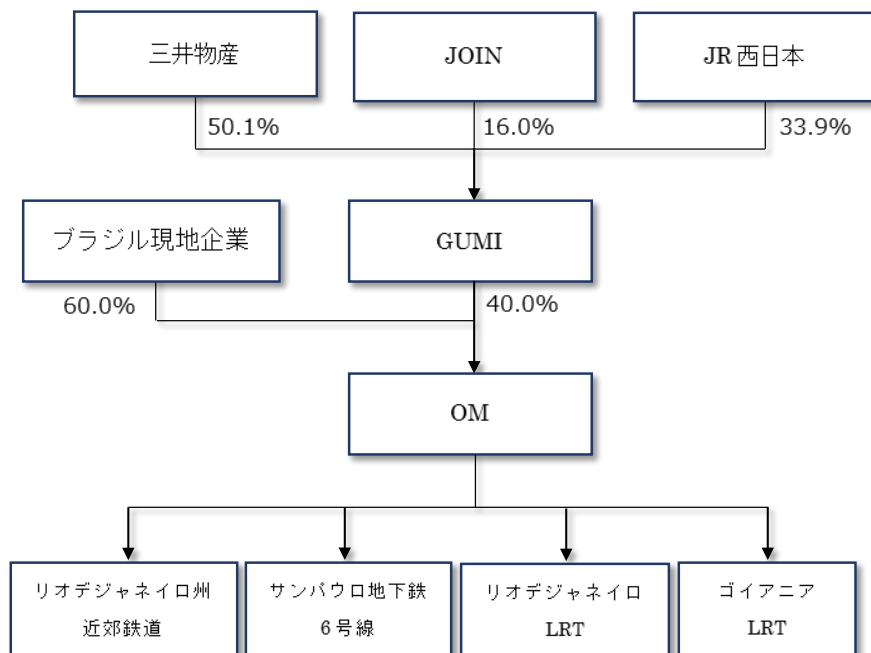 三井物産
JOIN
JR西日本
50.1%
16.0%
33.9%
ブラジル現地企業
GUMI
60.0%
40.0%
OM
リオデジャネイロ州
近郊鉄道
サンパウロ地下鉄
6号線
リオデジャネイロ
LRT
ゴイアニア
LRT